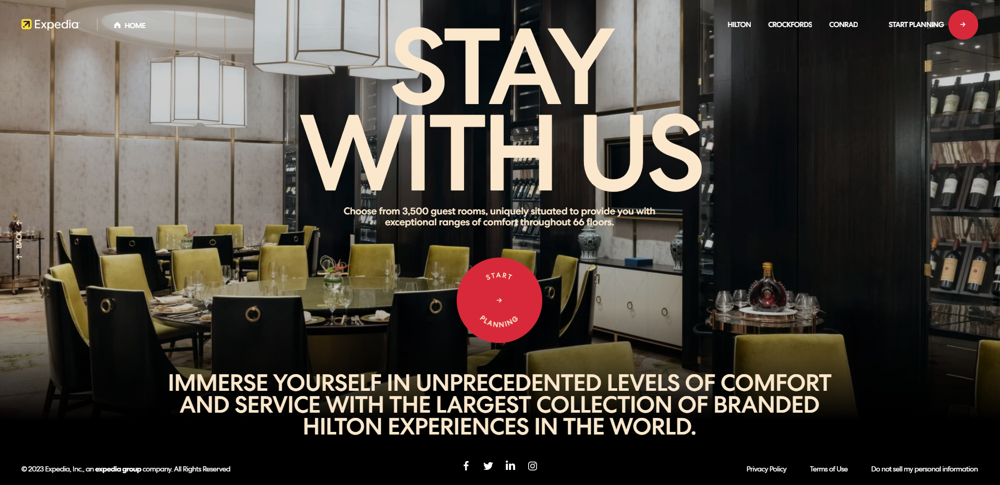 Expedia
HOME
HILTON
CROCKFORDS
CONRAD
START PLANNING
STAY
WITH US
Choose from 3,500 guest rooms, uniquely situated to provide you with
exceptional ranges of comfort throughout 66 floors.
BACK
START
PLANNING
IMMERSE YOURSELF IN UNPRECEDENTED LEVELS OF COMFORT
AND SERVICE WITH THE LARGEST COLLECTION OF BRANDED
HILTON EXPERIENCES IN THE WORLD.
© 2023 Expedia, Inc., an expedia group company. All Rights Reserved
Privacy Policy
Terms of Use
Do not sell my personal information